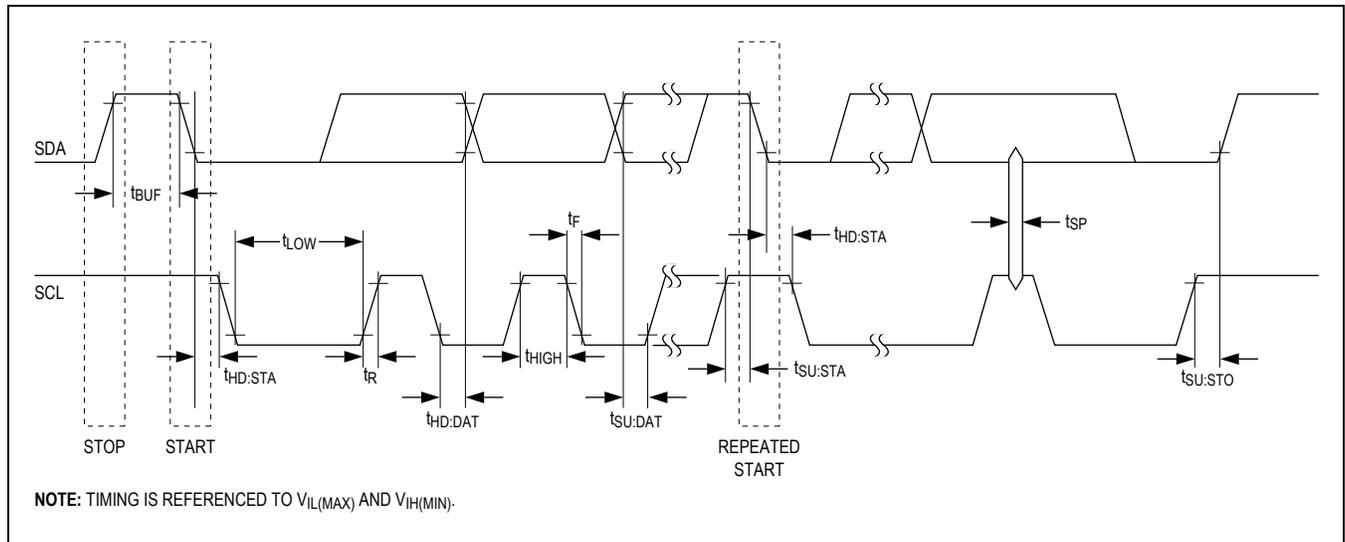 SDA
tBUF
tF
tLOW
tHD:STA
tSP
SCL
tHD:STA
tR
tHIGH
tHD:DAT
tSU:DAT
tSU:STA
tSU:STO
STOP
START
REPEATED
START
NOTE: TIMING IS REFERENCED TO VIL(MAX) AND VIH(MIN).